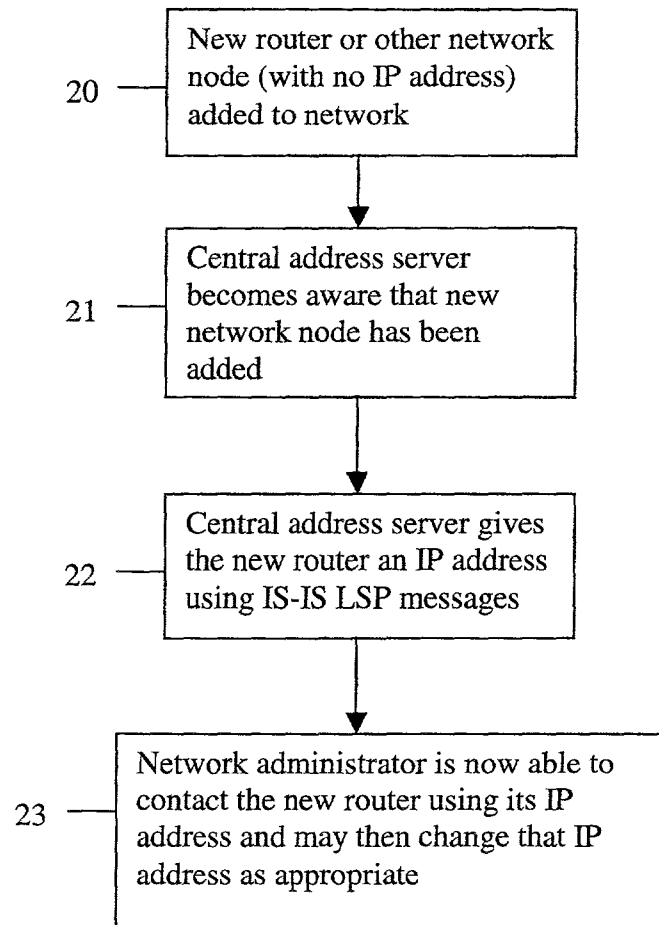 New router or other network
node (with no IP address)
added to network
20
Central address server
becomes aware that new
network node has been
added
21
Central address server gives
the new router an IP address
using IS-IS LSP messages
22
Network administrator is now able to
contact the new router using its IP
address and may then change that IP
address as appropriate
23